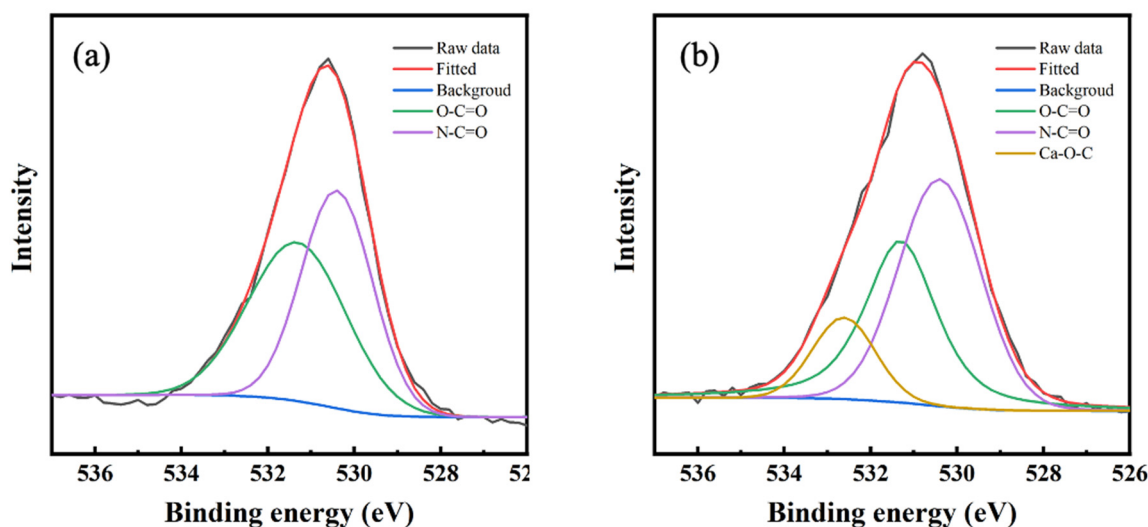 (a)
Raw data
Fitted
Backgroud
O-C=O
N-C=O
Intensity
536 534 532 530 528 52
Binding energy (eV)
(b)
Raw data
Fitted
Backgroud
O-C=O
N-C=O
Ca-O-C
Intensity
536 534 532 530 528 526
Binding energy (eV)